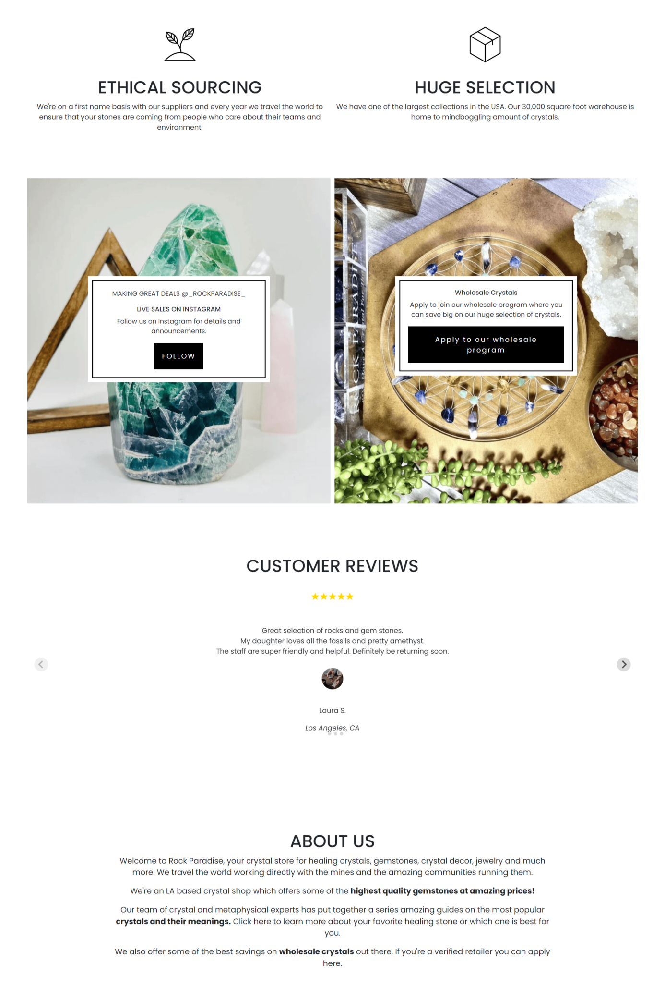 ETHICAL SOURCING
We're on a first name basis with our suppliers and every year we travel the world to
ensure that your stones are coming from people who care about their teams and
environment.
HUGE SELECTION
We have one of the largest collections in the USA. Our 30,000 square foot warehouse is
home to mindboggling amount of crystals.
MAKING GREAT DEALS @_ROCKPARADISE_
LIVE SALES ON INSTAGRAM
Follow us on Instagram for details and
announcements.
FOLLOW
ROCK PARADISE
Wholesale Crystals
Apply to join our wholesale program where you
can save big on our huge selection of crystals.
Apply to our wholesale
program
CUSTOMER REVIEWS
Great selection of rocks and gem stones.
My daughter loves all the fossils and pretty amethyst.
The staff are super friendly and helpful. Definitely be returning soon.
Laura S.
Los Angeles, CA
ABOUT US
Welcome to Rock Paradise, your crystal store for healing crystals, gemstones, crystal decor, jewelry and much
more. We travel the world working directly with the mines and the amazing communities running them.
We're an LA based crystal shop which offers some of the highest quality gemstones at amazing prices!
Our team of crystal and metaphysical experts has put together a series amazing guides on the most popular
crystals and their meanings. Click here to learn more about your favorite healing stone or which one is best for
you.
We also offer some of the best savings on wholesale crystals out there. If you're a verified retailer you can apply
here.